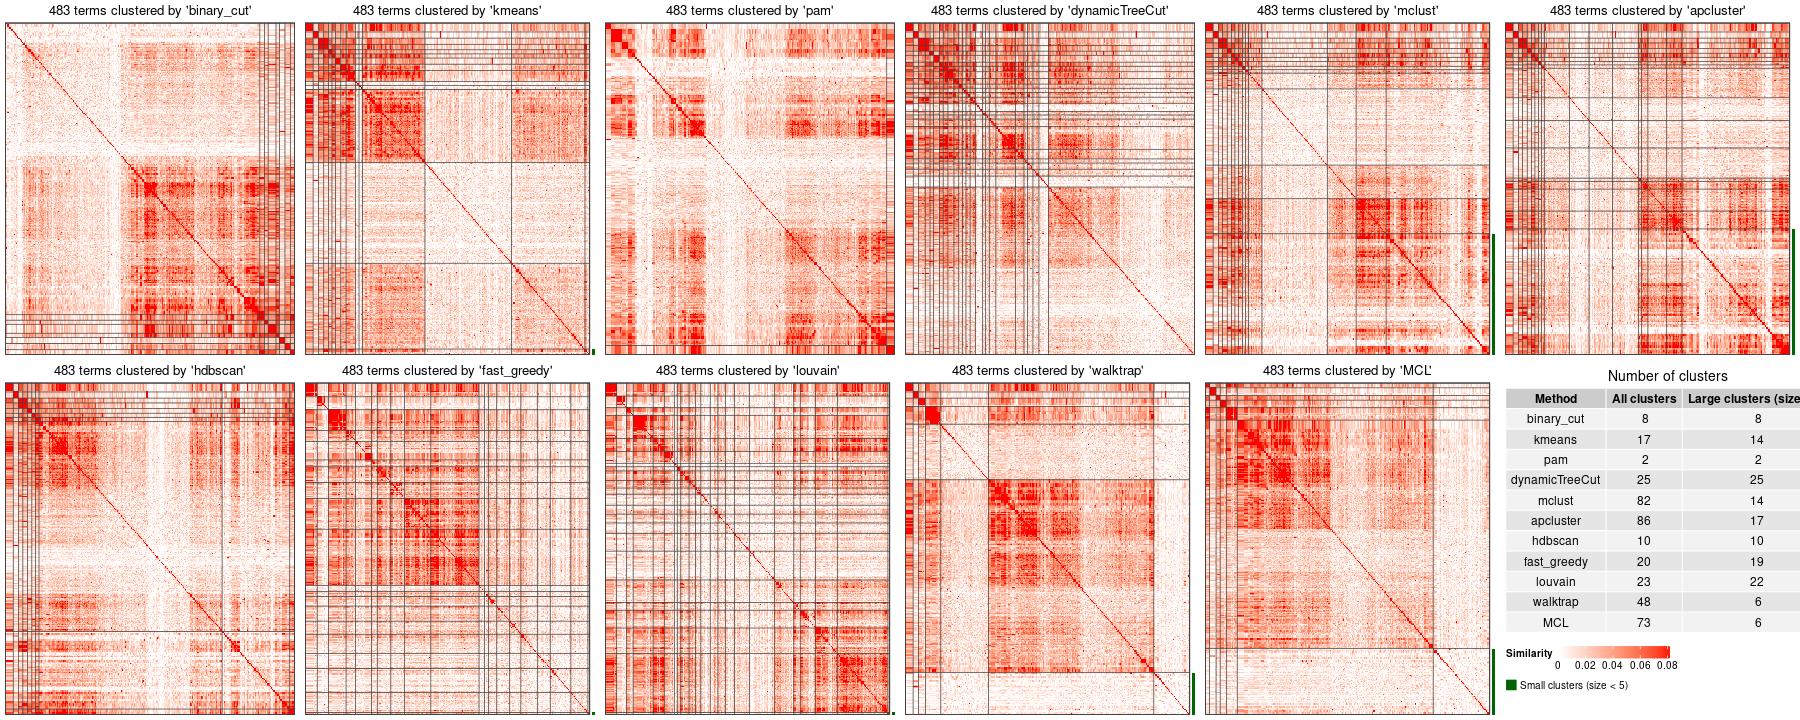 483 terms clustered by 'binary_cut'
483 terms clustered by 'kmeans'
483 terms clustered by 'pam'
483 terms clustered by 'dynamicTreeCut'
483 terms clustered by 'mclust'
483 terms clustered by 'apcluster'
483 terms clustered by 'hdbscan'
483 terms clustered by 'fast_greedy'
483 terms clustered by 'louvain'
483 terms clustered by 'walktrap'
483 terms clustered by 'MCL'
Number of clusters
Method All clusters Large clusters (size
binary_cut 8 8
kmeans 17 14
pam 2 2
dynamicTreeCut 25 25
mclust 82 14
apcluster 86 17
hdbscan 10 10
fast_greedy 20 19
louvain 23 22
walktrap 48 6
MCL 73 6
Similarity
0 0.02 0.04 0.06 0.08
Small clusters (size < 5)